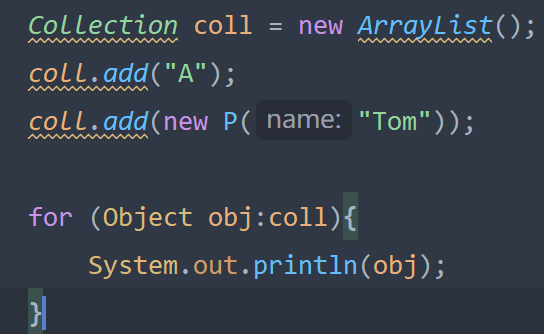 Collection coll = new ArrayList();
coll.add("A");
coll.add(new P( name: "Tom"));
for (Object obj:coll){
System.out.println(obj);
}